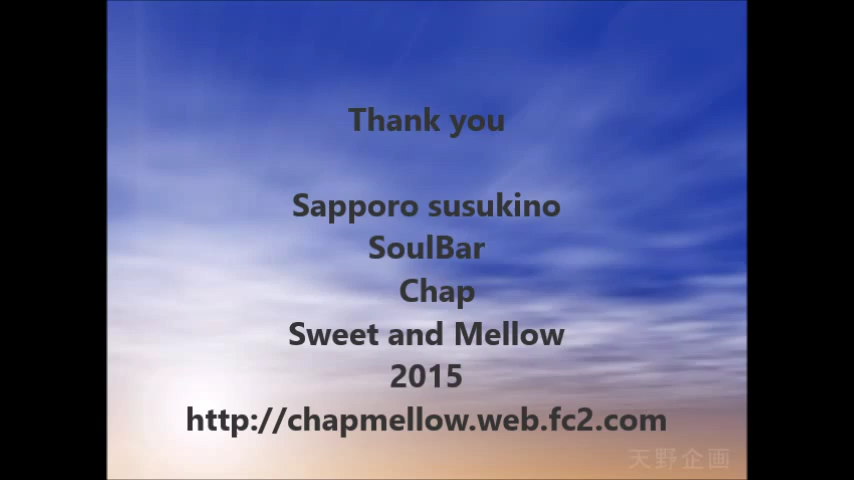 Thank you
Sapporo susukino
SoulBar
Chap
Sweet and Mellow
2015
http://chapmellow.web.fc2.com
天野企画